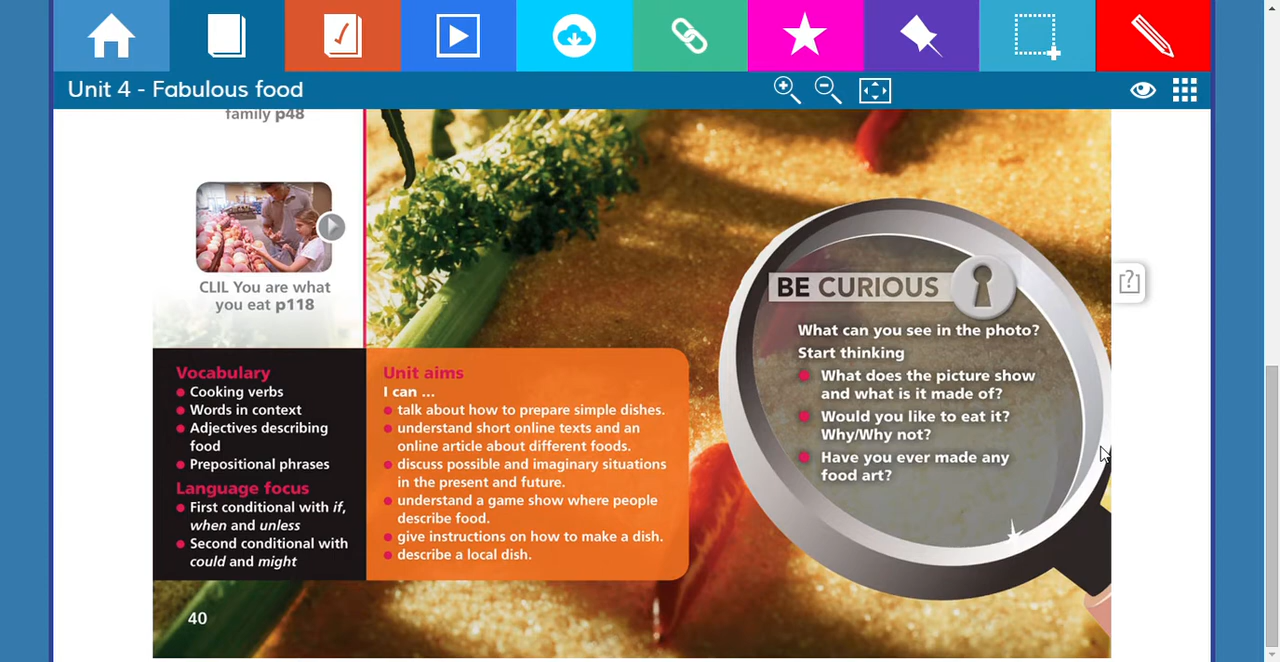 Unit 4 - Fabulous food
family p48
CLIL You are what
you eat p118
Vocabulary
Cooking verbs
Words in context
Adjectives describing
food
Prepositional phrases
Language focus
First conditional with if,
when and unless
Second conditional with
could and might
Unit aims
I can ...
talk about how to prepare simple dishes.
understand short online texts and an
online article about different foods.
discuss possible and imaginary situations
in the present and future.
understand a game show where people
describe food.
give instructions on how to make a dish.
describe a local dish.
BE CURIOUS
What can you see in the photo?
Start thinking
What does the picture show
and what is it made of?
Would you like to eat it?
Why/Why not?
Have you ever made any
food art?
[?]
40